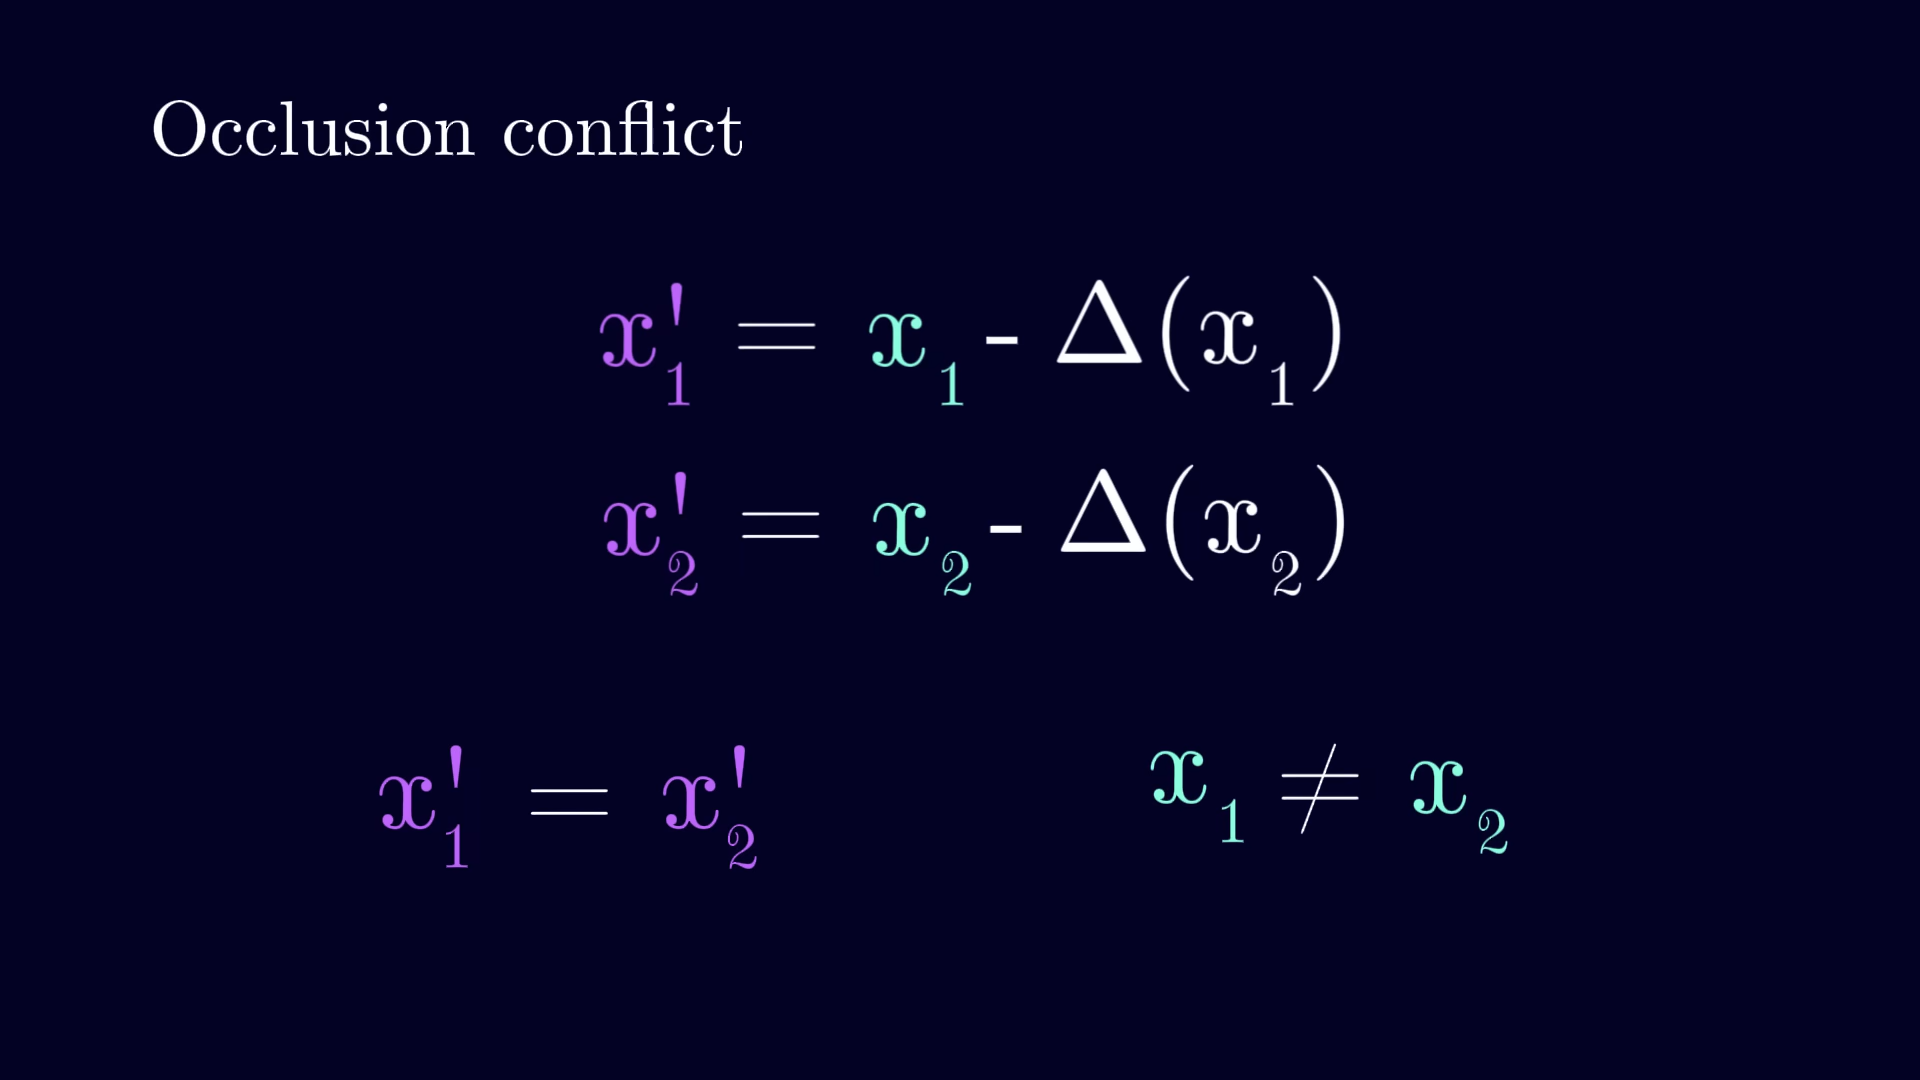 Occlusion conflict
x'₁ = x₁ - Δ(x₁)
x'₂ = x₂ - Δ(x₂)
x'₁ = x'₂
x₁ ≠ x₂